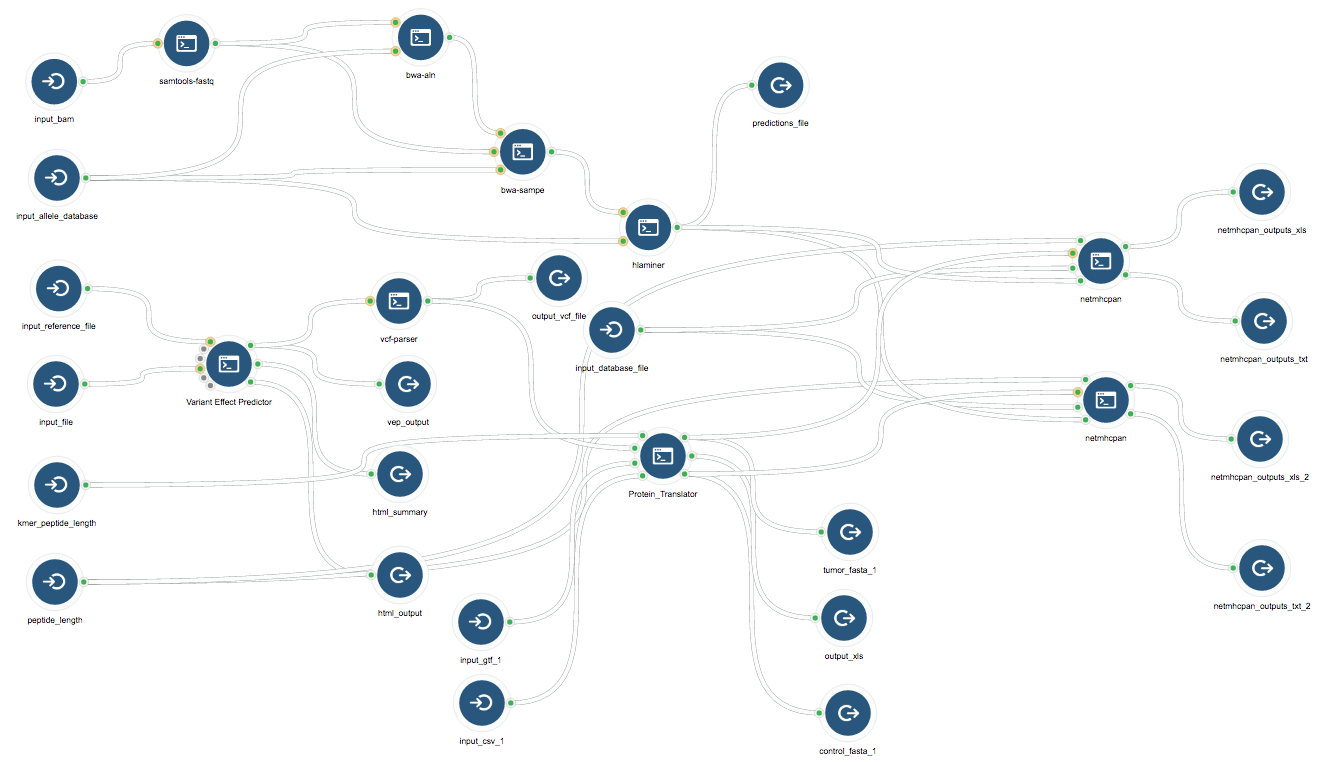 samtools-fastq
bwa-aln
input_bam
predictions_file
bwa-sampe
input_allele_database
netmhcpan_outputs_xls
hlaminer
netmhcpan
output_vcf_file
input_reference_file
vcf-parser
input_database_file
netmhcpan_outputs_txt
Variant Effect Predictor
input_file
vep_output
netmhcpan
netmhcpan_outputs_xls_2
Protein_Translator
html_summary
kmer_peptide_length
tumor_fasta_1
netmhcpan_outputs_txt_2
html_output
peptide_length
input_gtf_1
output_xls
input_csv_1
control_fasta_1